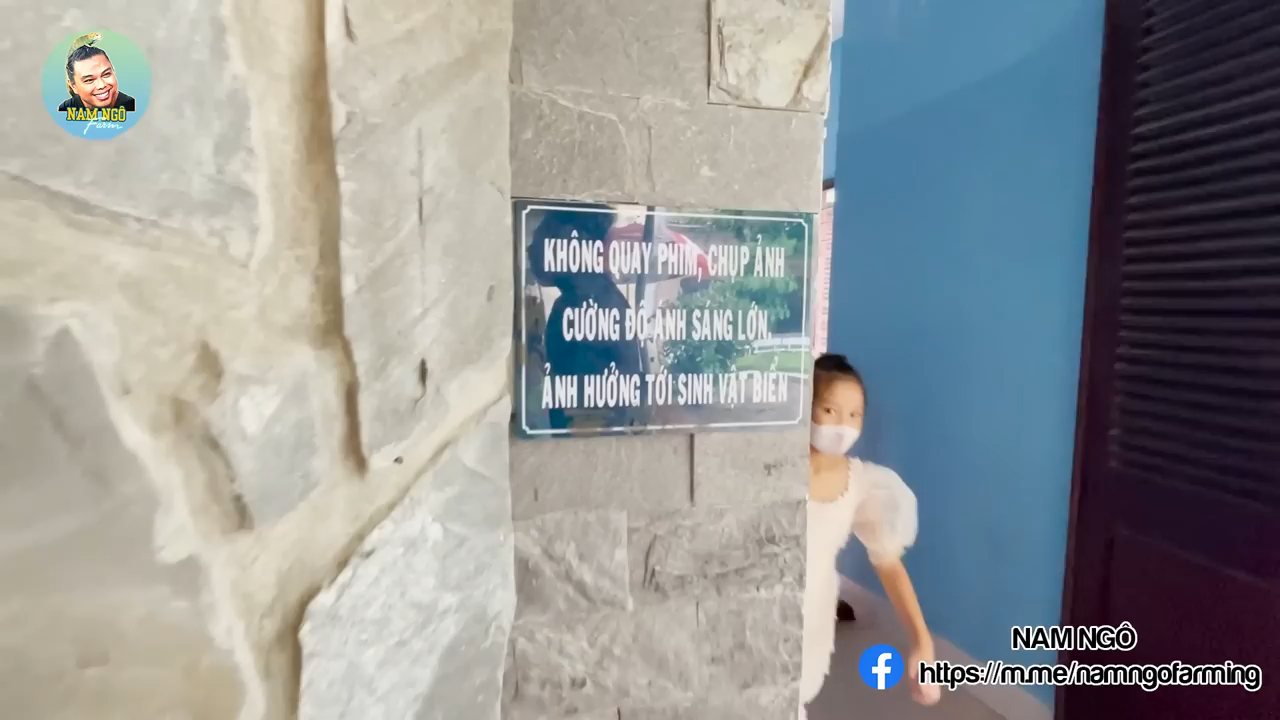 NAM NGÔ
Farm
KHÔNG QUAY PHIM, CHỤP ẢNH
CƯỜNG ĐỘ ÁNH SÁNG LỚN,
ẢNH HƯỞNG TỚI SINH VẬT BIỂN
NAM NGÔ
https://m.me/namngofarming